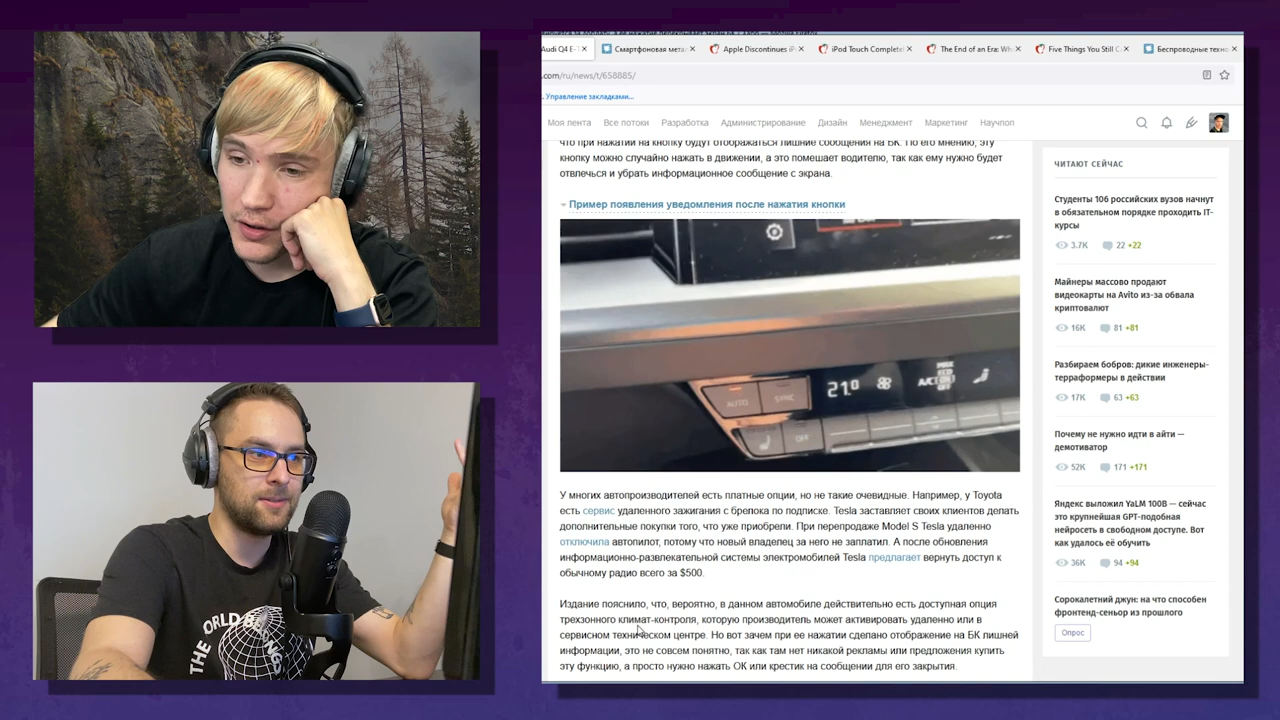 Audi Q4 E-T
Смартфоновая метал
Apple Discontinues iP
iPod Touch Complete
The End of an Era: Wh
Five Things You Still C
Беспроводные техно
.com/ru/news/t/658885/
Управление закладками...
Моя лента Все потоки Разработка Администрирование Дизайн Менеджмент Маркетинг Научпоп
что при нажатии на кнопку будут отображаться лишние сообщения на БК. По его мнению, эту
кнопку можно случайно нажать в движении, а это помешает водителю, так как ему нужно будет
отвлечься и убрать информационное сообщение с экрана.
Пример появления уведомления после нажатия кнопки
AUTO SYNC 21.0 A/C
OFF
У многих автопроизводителей есть платные опции, но не такие очевидные. Например, у Toyota
есть сервис удаленного зажигания с брелока по подписке. Tesla заставляет своих клиентов делать
дополнительные покупки того, что уже приобрели. При перепродаже Model S Tesla удаленно
отключила автопилот, потому что новый владелец за него не заплатил. А после обновления
информационно-развлекательной системы электромобилей Tesla предлагает вернуть доступ к
обычному радио всего за $500.
Издание пояснило, что, вероятно, в данном автомобиле действительно есть доступная опция
трехзонного климат-контроля, которую производитель может активировать удаленно или в
сервисном техническом центре. Но вот зачем при ее нажатии сделано отображение на БК лишней
информации, это не совсем понятно, так как там нет никакой рекламы или предложения купить
эту функцию, а просто нужно нажать ОК или крестик на сообщении для его закрытия.
ЧИТАЮТ СЕЙЧАС
Студенты 106 российских вузов начнут
в обязательном порядке проходить IT-
курсы
3.7K 22 +22
Майнеры массово продают
видеокарты на Avito из-за обвала
криптовалют
16K 81 +81
Разбираем бобров: дикие инженеры-
терраформеры в действии
17K 63 +63
Почему не нужно идти в айти —
демотиватор
52K 171 +171
Яндекс выложил YaLM 100B — сейчас
это крупнейшая GPT-подобная
нейросеть в свободном доступе. Вот
как удалось её обучить
36K 94 +94
Сорокалетний джун: на что способен
фронтенд-сеньор из прошлого
Опрос
THE WORLD